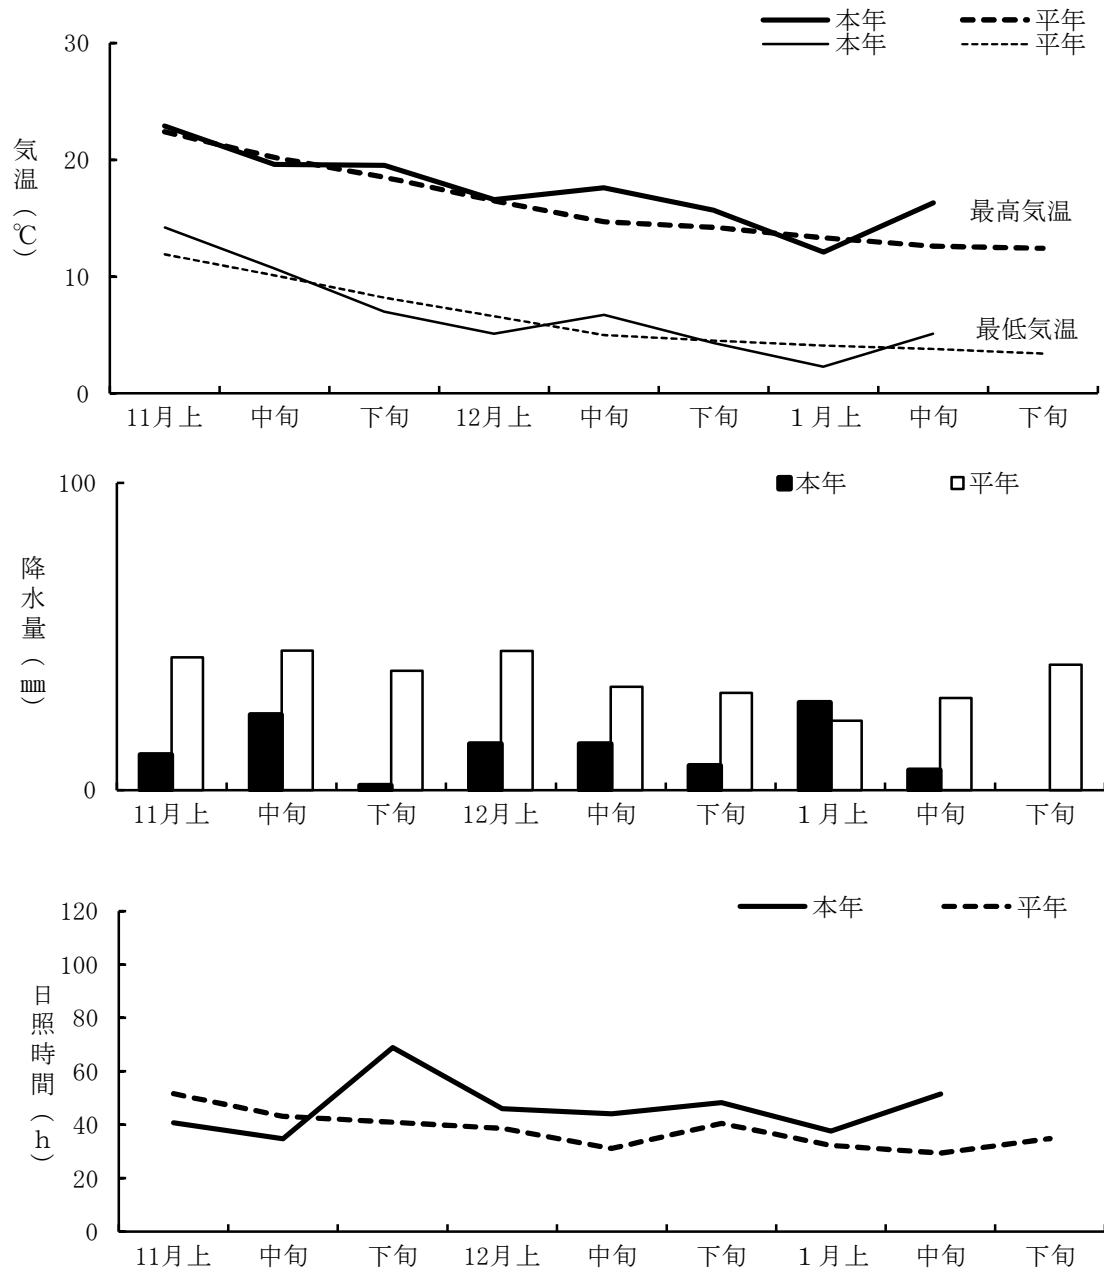 本年 平年
本年 平年
30
20
10
0
気温(℃)
最高気温
最低気温
11月上 中旬 下旬 12月上 中旬 下旬 1月上 中旬 下旬
本年 平年
100
0
降水量(㎜)
11月上 中旬 下旬 12月上 中旬 下旬 1月上 中旬 下旬
本年 平年
120
100
80
60
40
20
0
日照時間(h)
11月上 中旬 下旬 12月上 中旬 下旬 1月上 中旬 下旬